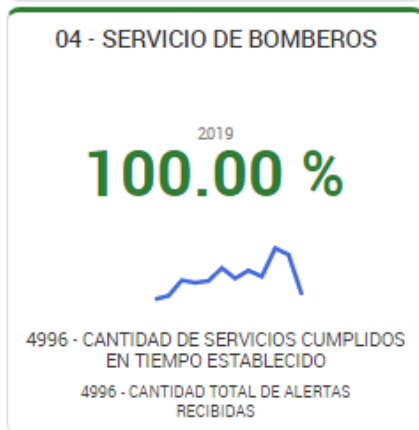 04 - SERVICIO DE BOMBEROS
2019
100.00 %
4996 - CANTIDAD DE SERVICIOS CUMPLIDOS
EN TIEMPO ESTABLECIDO
4996 - CANTIDAD TOTAL DE ALERTAS
RECIBIDAS